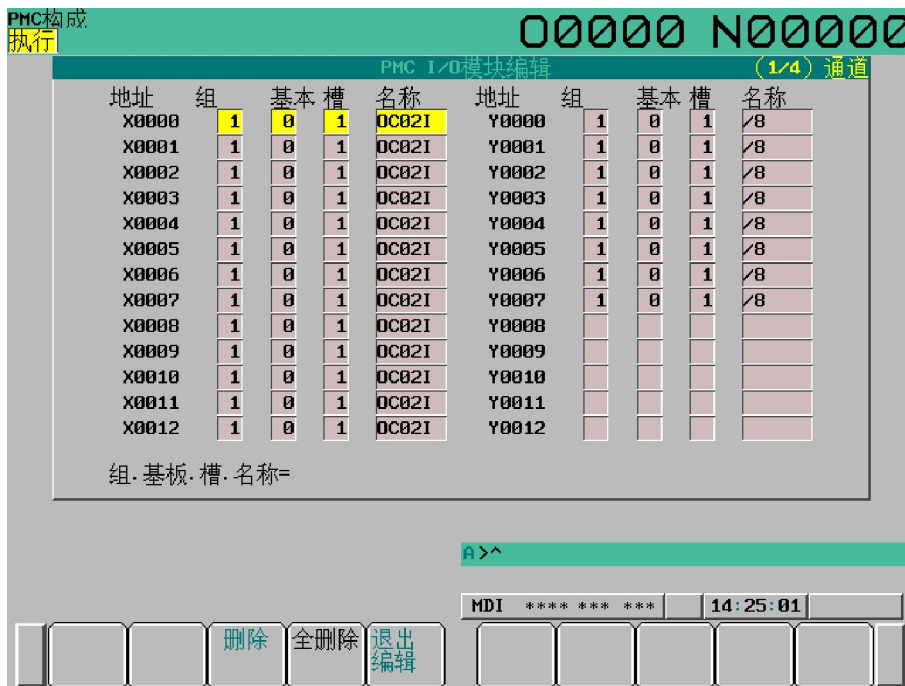 PMC构成
执行
O0000 N00000
PMC I/O模块编辑 (1/4) 通道
地址 组 基本 槽 名称 地址 组 基本 槽 名称
X0000 1 0 1 OC02I Y0000 1 0 1 /8
X0001 1 0 1 OC02I Y0001 1 0 1 /8
X0002 1 0 1 OC02I Y0002 1 0 1 /8
X0003 1 0 1 OC02I Y0003 1 0 1 /8
X0004 1 0 1 OC02I Y0004 1 0 1 /8
X0005 1 0 1 OC02I Y0005 1 0 1 /8
X0006 1 0 1 OC02I Y0006 1 0 1 /8
X0007 1 0 1 OC02I Y0007 1 0 1 /8
X0008 1 0 1 OC02I Y0008
X0009 1 0 1 OC02I Y0009
X0010 1 0 1 OC02I Y0010
X0011 1 0 1 OC02I Y0011
X0012 1 0 1 OC02I Y0012
组.基板.槽.名称=
A>^
MDI **** *** *** 14:25:01
删除 全删除 退出
编辑